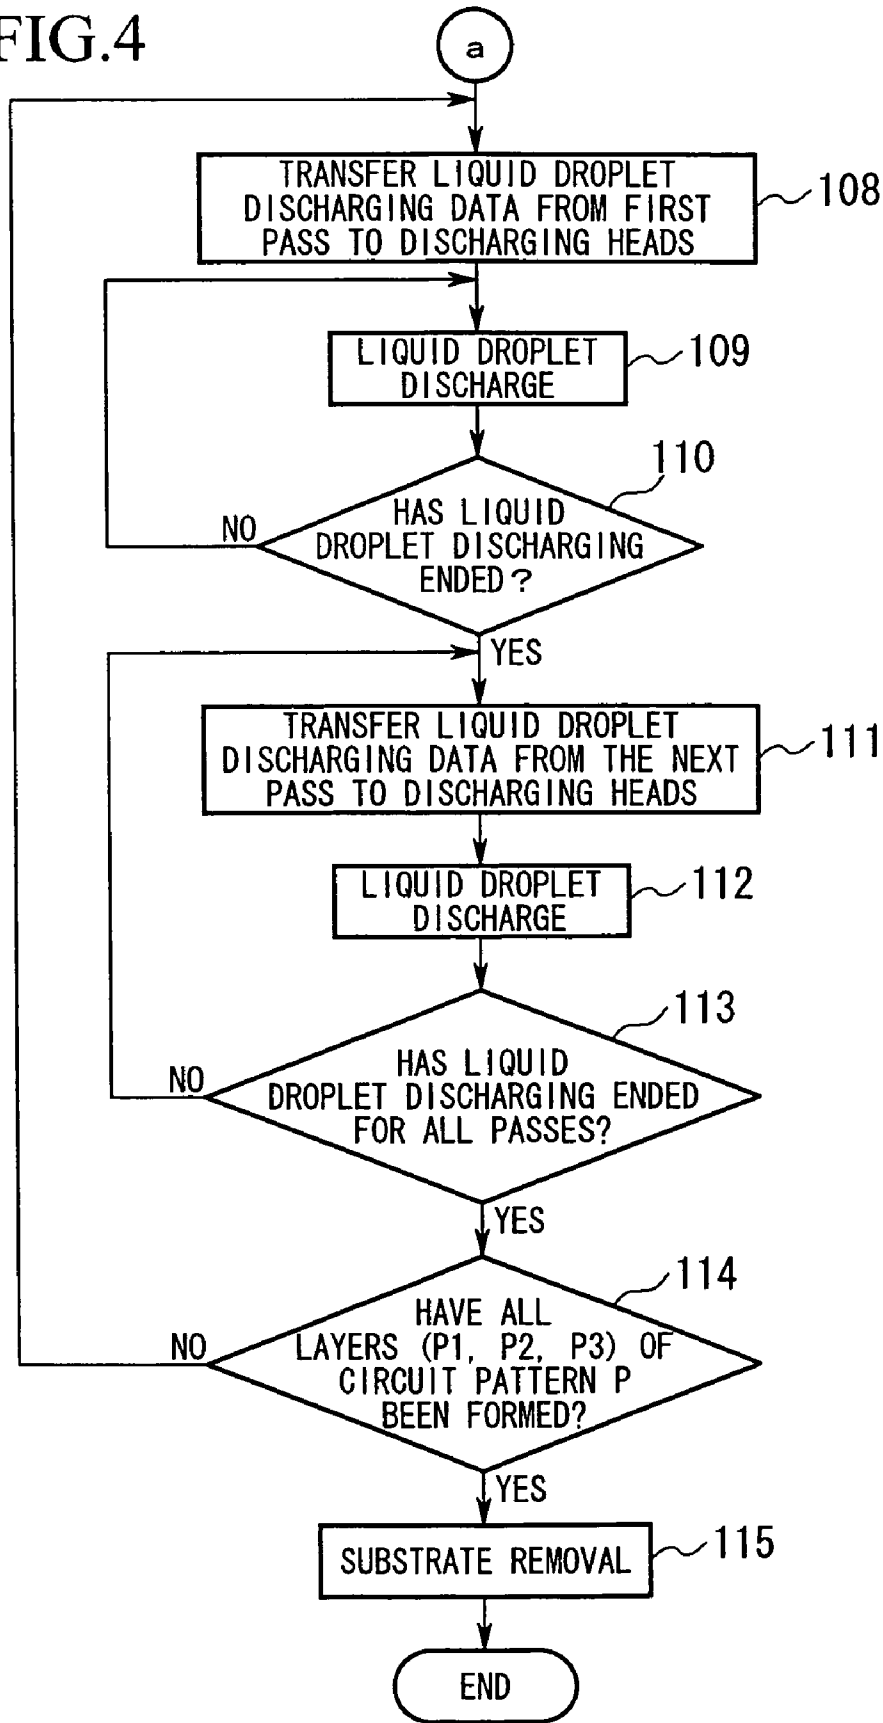 FIG.4
a
TRANSFER LIQUID DROPLET
DISCHARGING DATA FROM FIRST
PASS TO DISCHARGING HEADS
108
LIQUID DROPLET
DISCHARGE
109
110
HAS LIQUID
DROPLET DISCHARGING
ENDED?
NO
YES
TRANSFER LIQUID DROPLET
DISCHARGING DATA FROM THE NEXT
PASS TO DISCHARGING HEADS
111
LIQUID DROPLET
DISCHARGE
112
113
HAS LIQUID
DROPLET DISCHARGING ENDED
FOR ALL PASSES?
NO
YES
114
HAVE ALL
LAYERS (P1, P2, P3) OF
CIRCUIT PATTERN P
BEEN FORMED?
NO
YES
SUBSTRATE REMOVAL
115
END